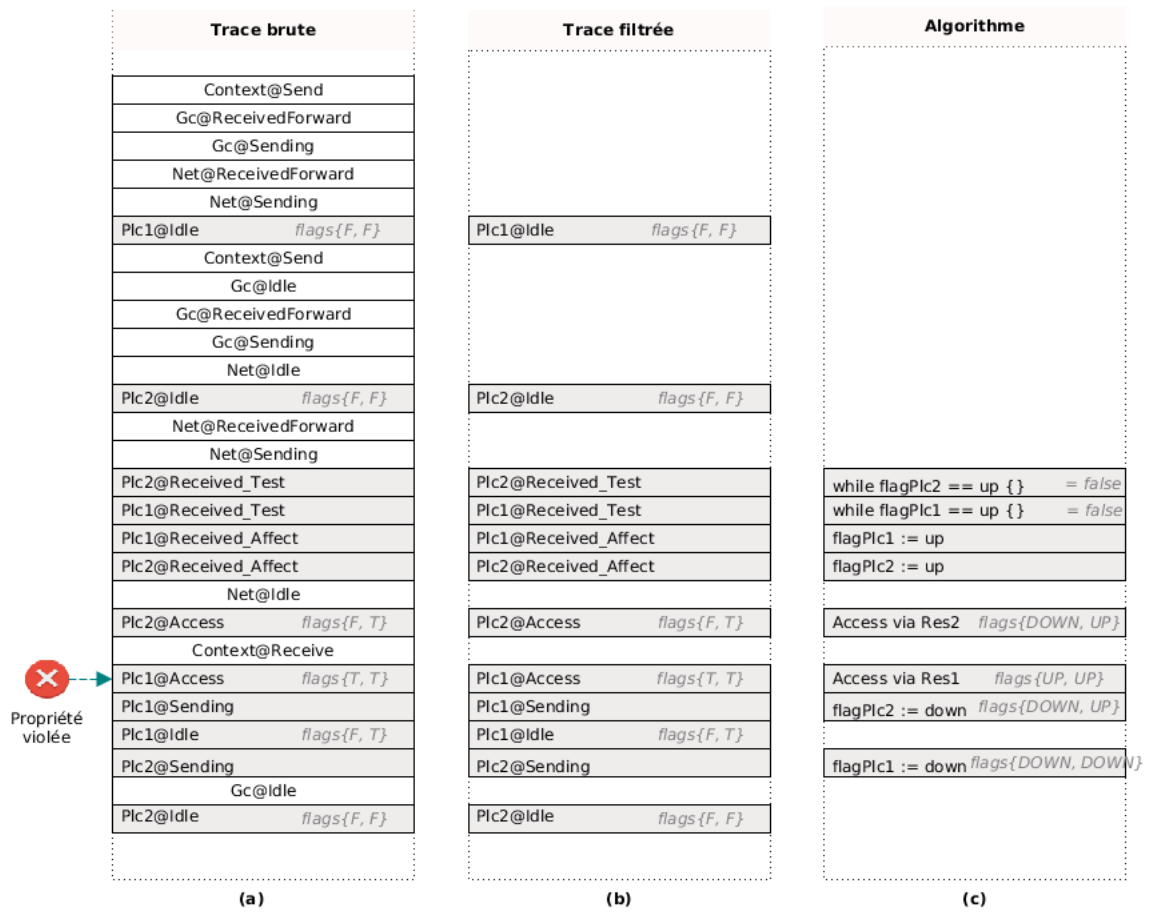 Trace brute
Context@Send
Gc@ReceivedForward
Gc@Sending
Net@ReceivedForward
Net@Sending
Plc1@Idle flags{F, F}
Context@Send
Gc@Idle
Gc@ReceivedForward
Gc@Sending
Net@Idle
Plc2@Idle flags{F, F}
Net@ReceivedForward
Net@Sending
Plc2@Received_Test
Plc1@Received_Test
Plc1@Received_Affect
Plc2@Received_Affect
Net@Idle
Plc2@Access flags{F, T}
Context@Receive
Plc1@Access flags{T, T}
Plc1@Sending
Plc1@Idle flags{F, T}
Plc2@Sending
Gc@Idle
Plc2@Idle flags{F, F}
(a)
Propriété
violée
Trace filtrée
Plc1@Idle flags{F, F}
Plc2@Idle flags{F, F}
Plc2@Received_Test
Plc1@Received_Test
Plc1@Received_Affect
Plc2@Received_Affect
Plc2@Access flags{F, T}
Plc1@Access flags{T, T}
Plc1@Sending
Plc1@Idle flags{F, T}
Plc2@Sending
Plc2@Idle flags{F, F}
(b)
Algorithme
while flagPlc2 == up {} = false
while flagPlc1 == up {} = false
flagPlc1 := up
flagPlc2 := up
Access via Res2 flags{DOWN, UP}
Access via Res1 flags{UP, UP}
flagPlc2 := down flags{DOWN, UP}
flagPlc1 := down flags{DOWN, DOWN}
(c)